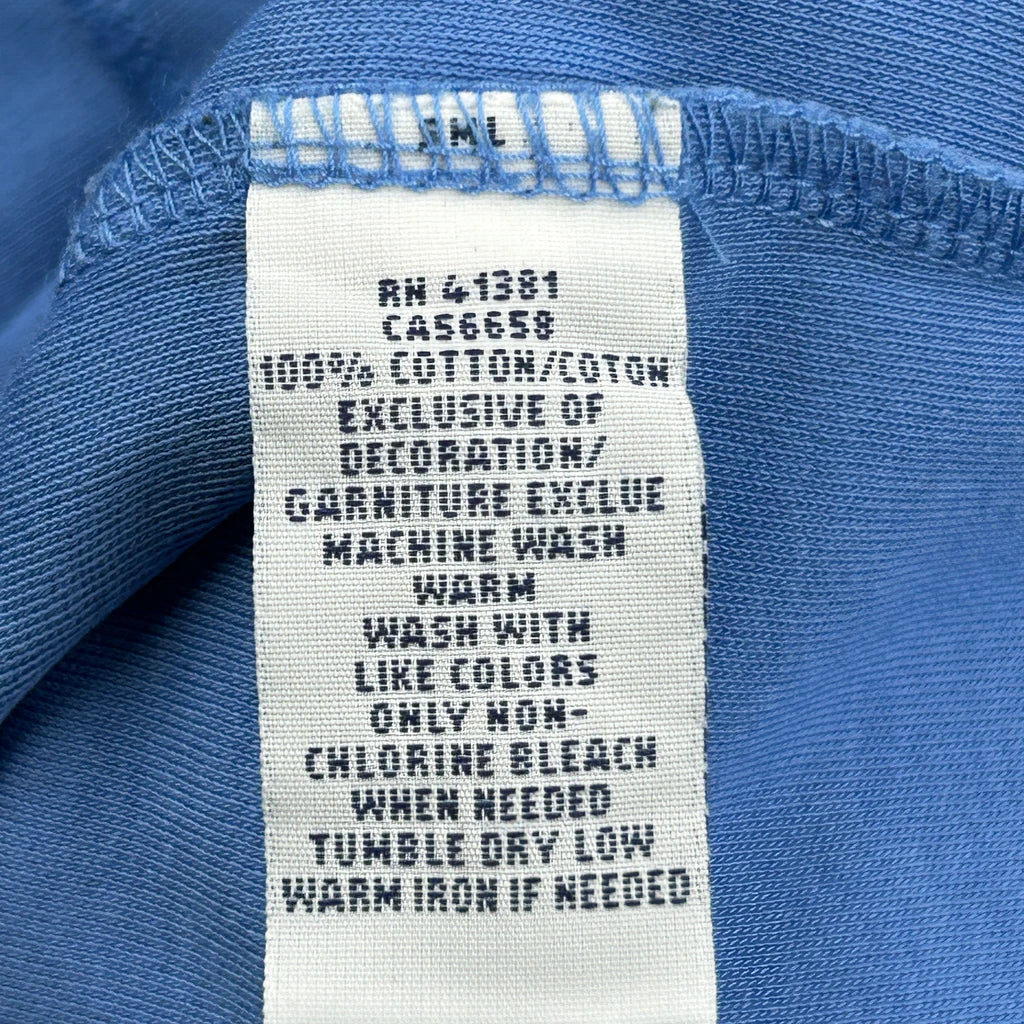 RN 41381
CA56658
100% COTTON/COTON
EXCLUSIVE OF
DECORATION/
GARNITURE EXCLUE
MACHINE WASH
WARM
WASH WITH
LIKE COLORS
ONLY NON-
CHLORINE BLEACH
WHEN NEEDED
TUMBLE DRY LOW
WARM IRON IF NEEDED